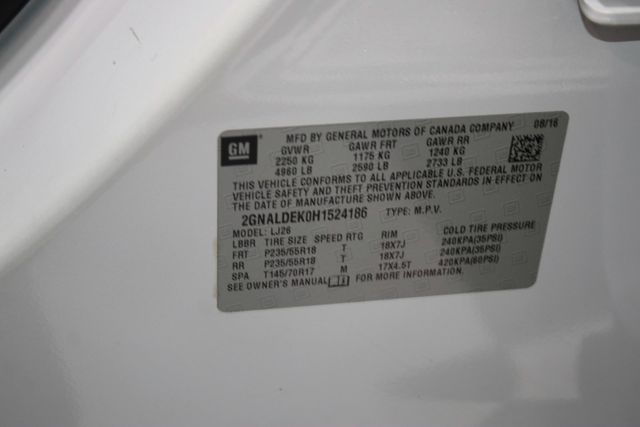 GM
MFD BY GENERAL MOTORS OF CANADA COMPANY 08/16
GVWR GAWR FRT GAWR RR
2250 KG 1175 KG 1240 KG
4960 LB 2590 LB 2733 LB
THIS VEHICLE CONFORMS TO ALL APPLICABLE U.S. FEDERAL MOTOR
VEHICLE SAFETY AND THEFT PREVENTION STANDARDS IN EFFECT ON
THE DATE OF MANUFACTURE SHOWN ABOVE.
2GNALDEK0H1524186 TYPE: M.P.V.
MODEL: LJ26
LBBR TIRE SIZE SPEED RTG RIM COLD TIRE PRESSURE
FRT P235/55R18 T 18X7J 240KPA(35PSI)
RR P235/55R18 T 18X7J 240KPA(35PSI)
SPA T145/70R17 M 17X4.5T 420KPA(60PSI)
SEE OWNER'S MANUAL FOR MORE INFORMATION.